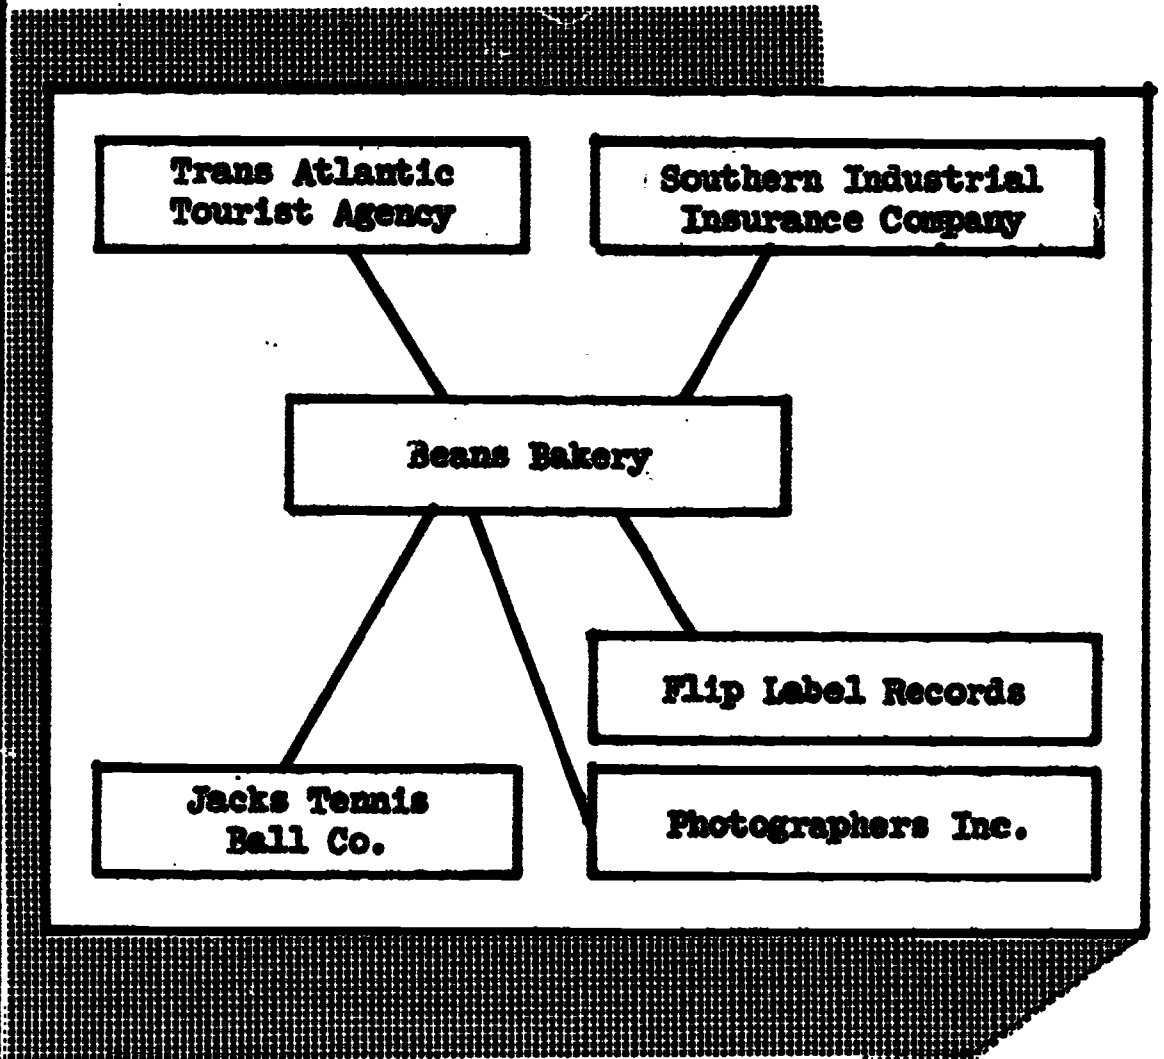 Trans Atlantic
Tourist Agency
Southern Industrial
Insurance Company
Beans Bakery
Flip Label Records
Jacks Tennis
Ball Co.
Photographers Inc.